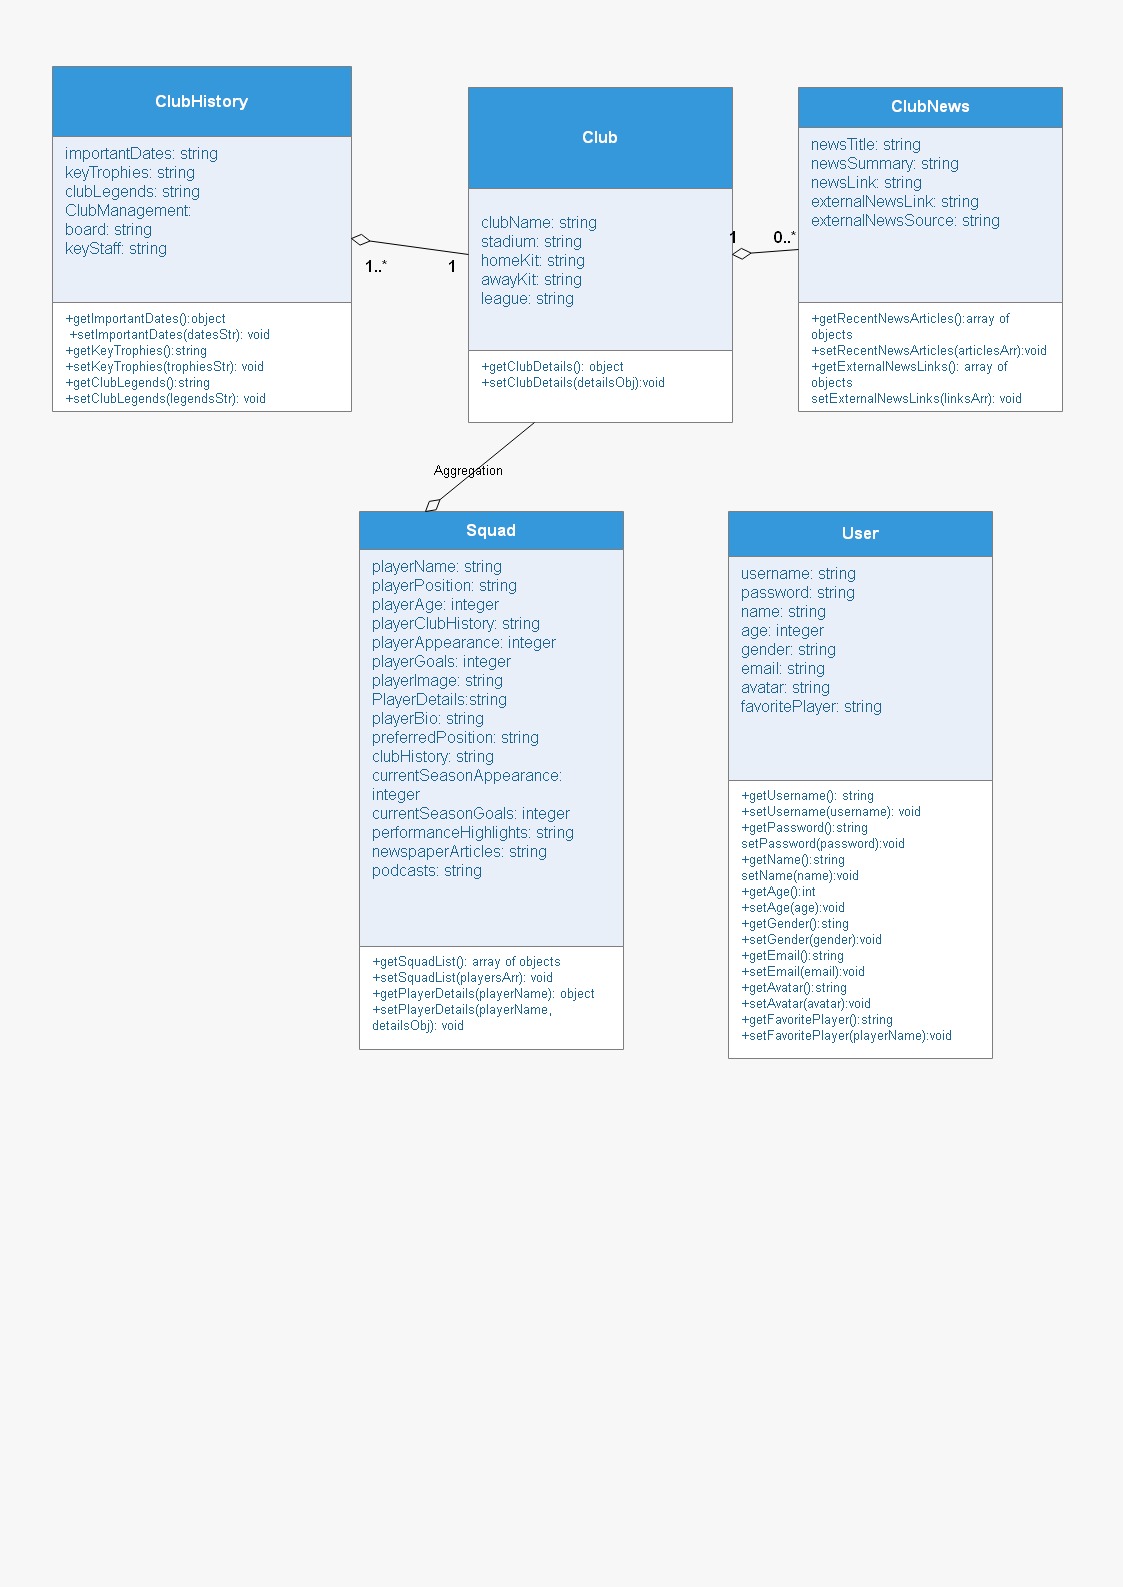 ClubHistory
importantDates: string
keyTrophies: string
clubLegends: string
ClubManagement:
board: string
keyStaff: string
+getImportantDates():object
+setImportantDates(datesStr): void
+getKeyTrophies():string
+setKeyTrophies(trophiesStr): void
+getClubLegends():string
+setClubLegends(legendsStr): void
1..*
1
Club
clubName: string
stadium: string
homeKit: string
awayKit: string
league: string
+getClubDetails(): object
+setClubDetails(detailsObj):void
1
0..*
ClubNews
newsTitle: string
newsSummary: string
newsLink: string
externalNewsLink: string
externalNewsSource: string
+getRecentNewsArticles():array of
objects
+setRecentNewsArticles(articlesArr):void
+getExternalNewsLinks(): array of
objects
setExternalNewsLinks(linksArr): void
Aggregation
Squad
playerName: string
playerPosition: string
playerAge: integer
playerClubHistory: string
playerAppearance: integer
playerGoals: integer
playerImage: string
PlayerDetails:string
playerBio: string
preferredPosition: string
clubHistory: string
currentSeasonAppearance:
integer
currentSeasonGoals: integer
performanceHighlights: string
newspaperArticles: string
podcasts: string
+getSquadList(): array of objects
+setSquadList(playersArr): void
+getPlayerDetails(playerName): object
+setPlayerDetails(playerName,
detailsObj): void
User
username: string
password: string
name: string
age: integer
gender: string
email: string
avatar: string
favoritePlayer: string
+getUsername(): string
+setUsername(username): void
+getPassword():string
setPassword(password):void
+getName():string
setName(name):void
+getAge():int
+setAge(age):void
+getGender():sting
+setGender(gender):void
+getEmail():string
+setEmail(email):void
+getAvatar():string
+setAvatar(avatar):void
+getFavoritePlayer():string
+setFavoritePlayer(playerName):void